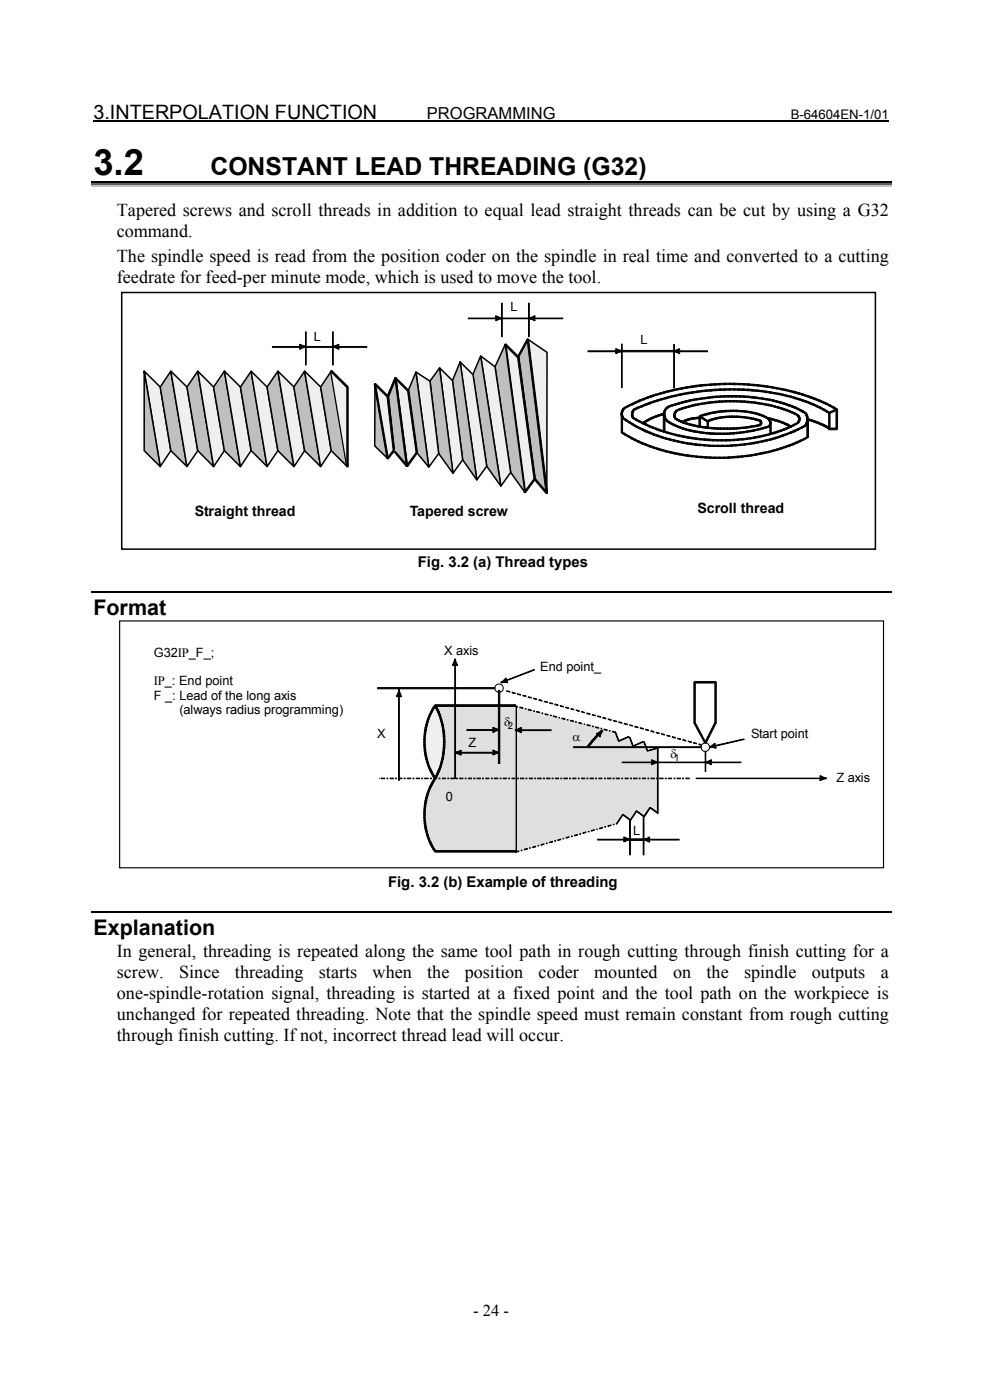 3.INTERPOLATION FUNCTION PROGRAMMING B-64604EN-1/01
3.2 CONSTANT LEAD THREADING (G32)
Tapered screws and scroll threads in addition to equal lead straight threads can be cut by using a G32
command.
The spindle speed is read from the position coder on the spindle in real time and converted to a cutting
feedrate for feed-per minute mode, which is used to move the tool.
L
L
L
Straight thread
Tapered screw
Scroll thread
Fig. 3.2 (a) Thread types
Format
G32IP_F_;
IP_: End point
F _: Lead of the long axis
(always radius programming)
X axis
End point_
X
δ2
Z
α
Start point
δ1
Z axis
0
L
Fig. 3.2 (b) Example of threading
Explanation
In general, threading is repeated along the same tool path in rough cutting through finish cutting for a
screw. Since threading starts when the position coder mounted on the spindle outputs a
one-spindle-rotation signal, threading is started at a fixed point and the tool path on the workpiece is
unchanged for repeated threading. Note that the spindle speed must remain constant from rough cutting
through finish cutting. If not, incorrect thread lead will occur.
- 24 -